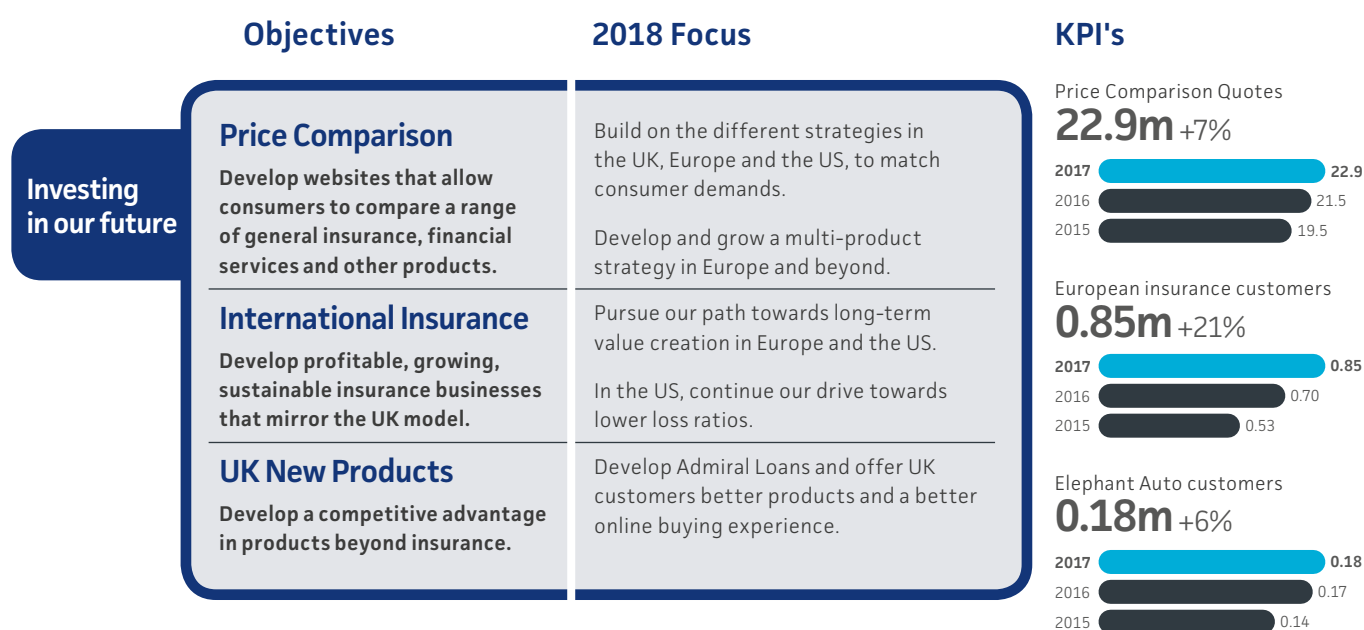 Objectives
2018 Focus
KPI's
Investing
in our future
Price Comparison
Develop websites that allow
consumers to compare a range
of general insurance, financial
services and other products.
Build on the different strategies in
the UK, Europe and the US, to match
consumer demands.
Develop and grow a multi-product
strategy in Europe and beyond.
International Insurance
Develop profitable, growing,
sustainable insurance businesses
that mirror the UK model.
Pursue our path towards long-term
value creation in Europe and the US.
In the US, continue our drive towards
lower loss ratios.
UK New Products
Develop a competitive advantage
in products beyond insurance.
Develop Admiral Loans and offer UK
customers better products and a better
online buying experience.
Price Comparison Quotes
22.9m +7%
2017 22.9
2016 21.5
2015 19.5
European insurance customers
0.85m +21%
2017 0.85
2016 0.70
2015 0.53
Elephant Auto customers
0.18m +6%
2017 0.18
2016 0.17
2015 0.14